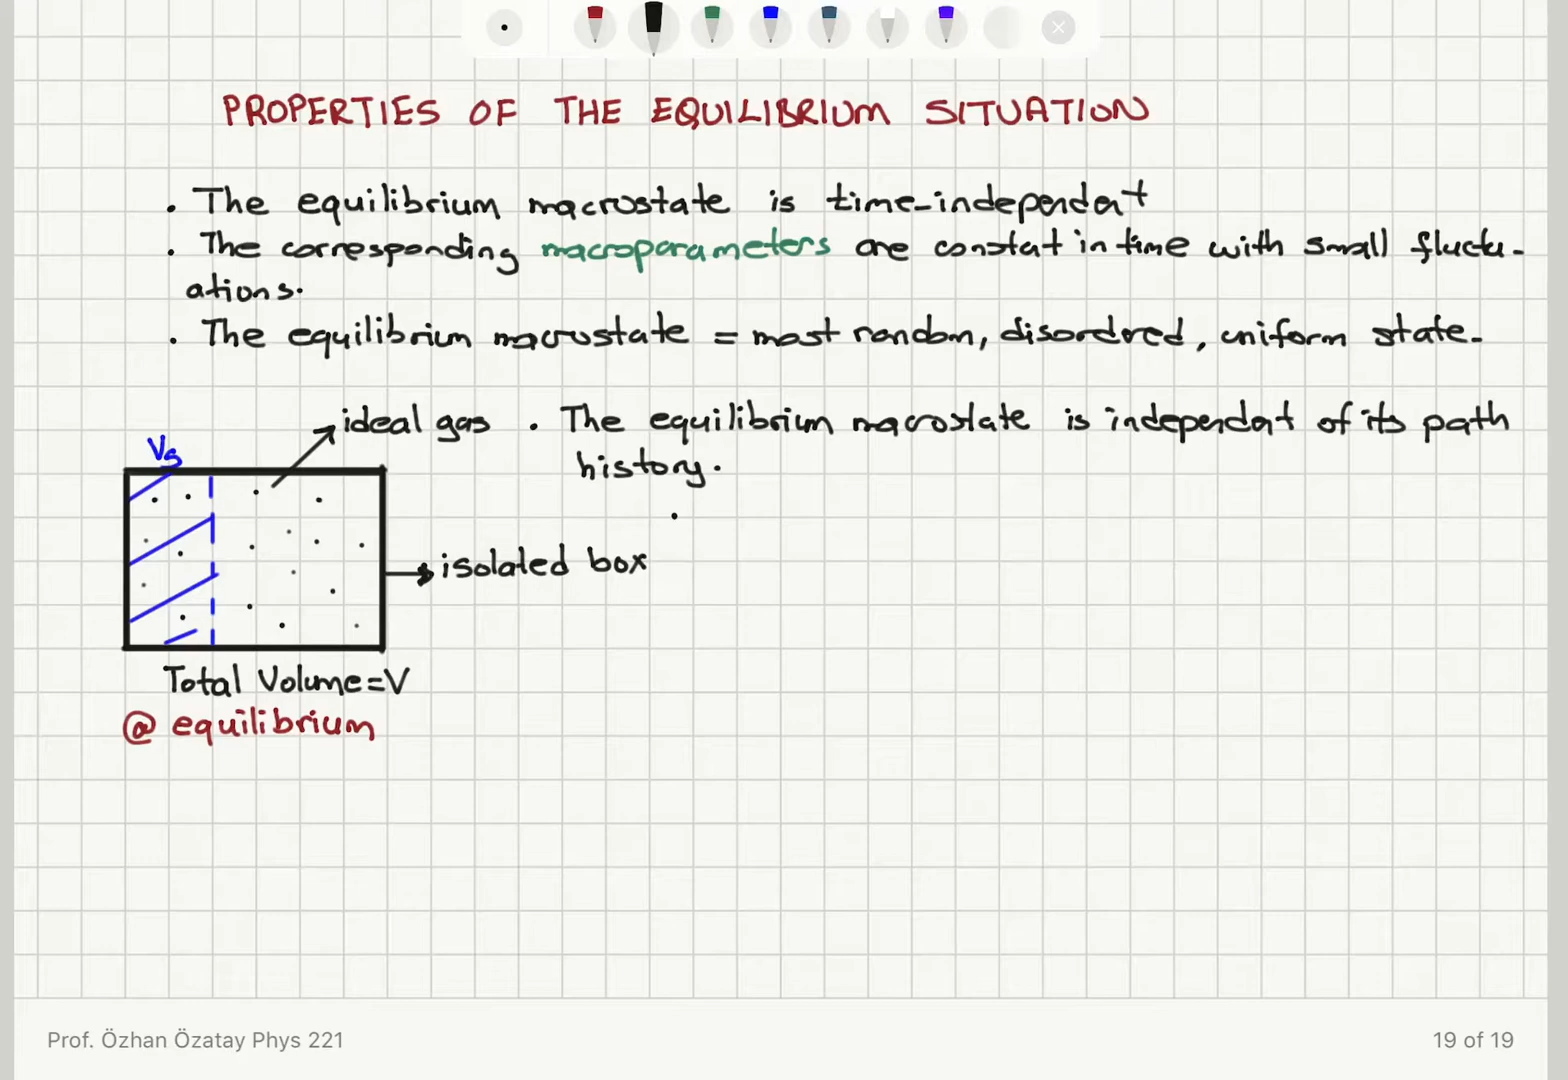 PROPERTIES OF THE EQUILIBRIUM SITUATION
. The equilibrium macrostate is time-independent
. The corresponding macroparameters are constat in time with small fluctu-
ations.
. The equilibrium macrostate = most random, disordered, uniform state.
ideal gas . The equilibrium macrostate is independent of its path
history.
Vs
isolated box
Total Volume=V
@ equilibrium
Prof. Özhan Özatay Phys 221
19 of 19